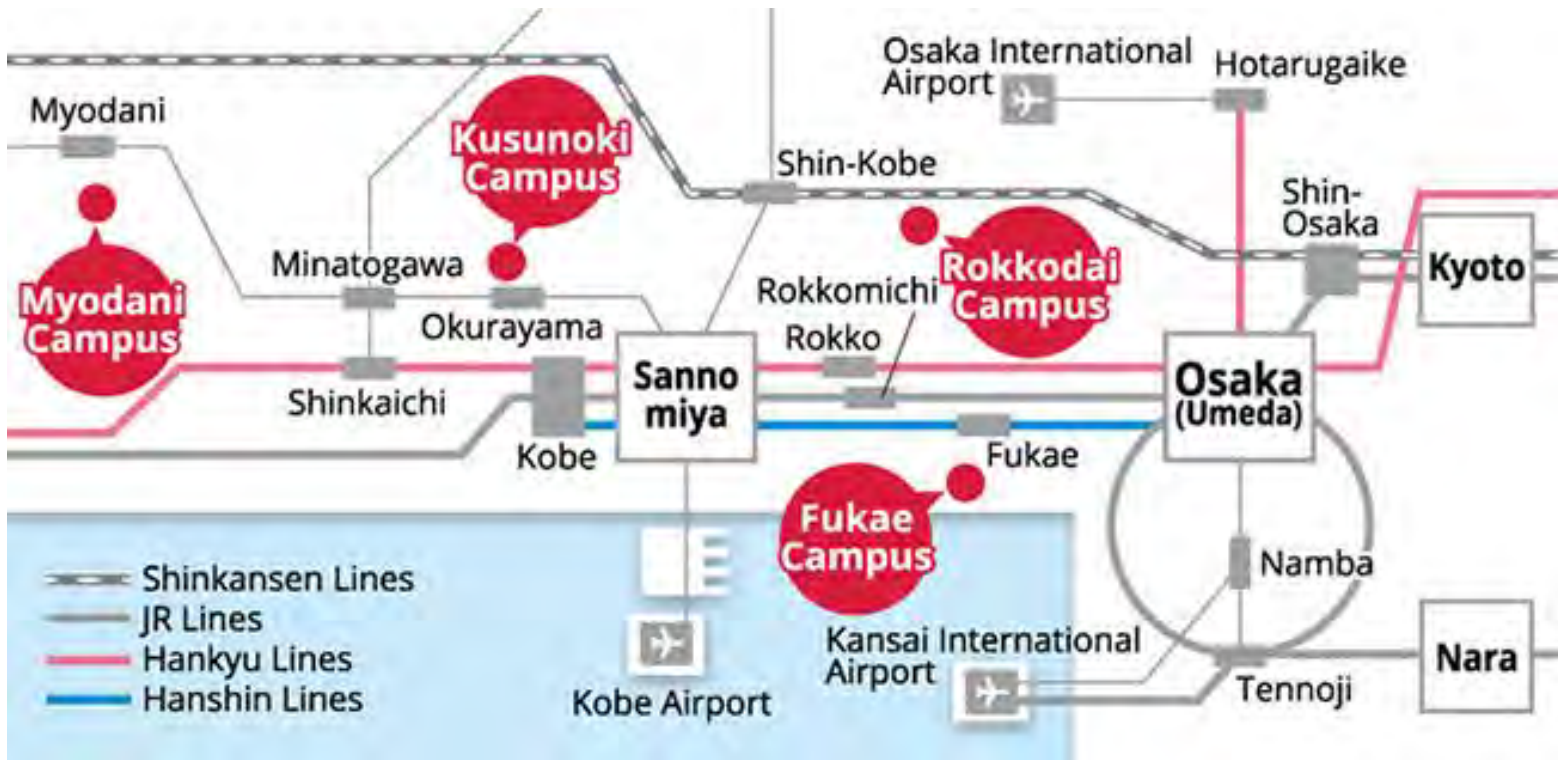 Osaka International
Airport
Hotarugaike
Myodani
Kusunoki
Campus
Shin-Kobe
Shin-
Osaka
Kyoto
Minatogawa
Rokkodai
Campus
Myodani
Campus
Rokkomichi
Okurayama
Rokko
Sanno
miya
Osaka
(Umeda)
Shinkaichi
Kobe
Fukae
Fukae
Campus
Namba
Shinkansen Lines
JR Lines
Hankyu Lines
Hanshin Lines
Kobe Airport
Kansai International
Airport
Nara
Tennoji